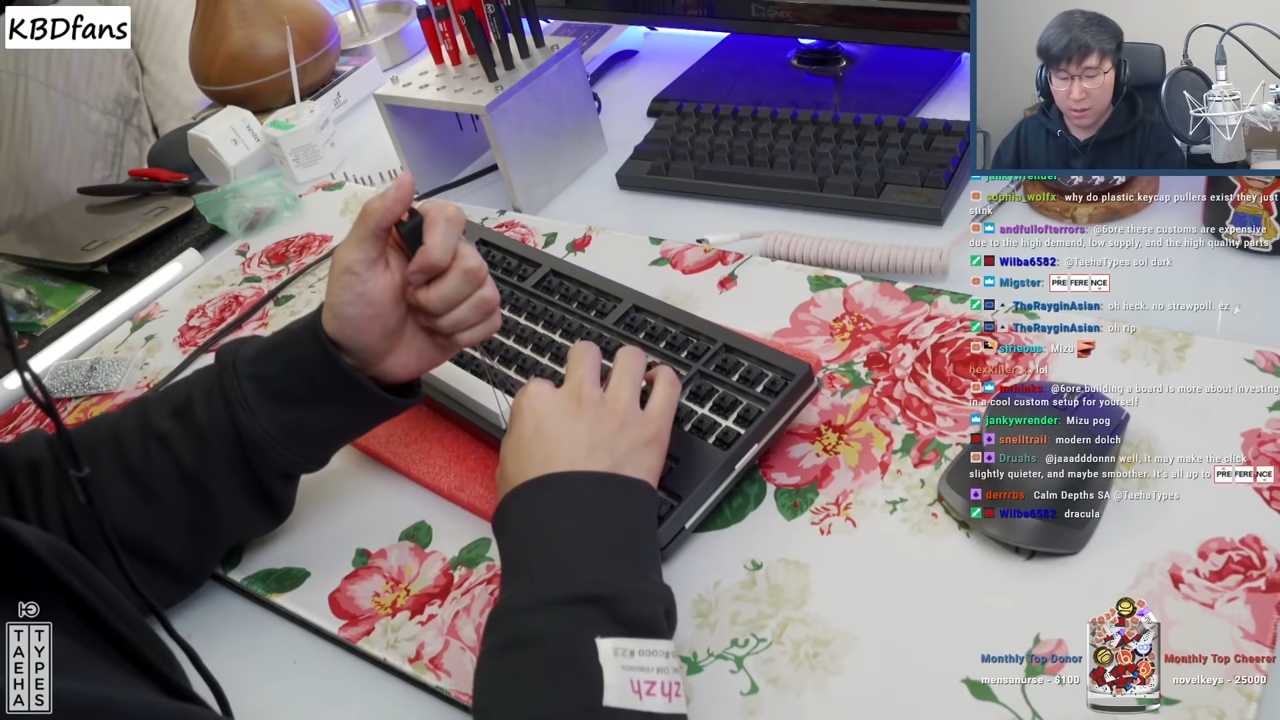 KBDfans
jankywrender:
sophia_wolfx: why do plastic keycap pullers exist they just
stink
andfullofterrors: @6ore these customs are expensive
due to the high demand, low supply, and the high quality parts
Wilba6582: @TaehaTypes sol dark
Migster: PRE FERE NCE
TheRayginAsian: oh heck. no strawpoll. ez
TheRayginAsian: oh rip
sirieous: Mizu
lol
@6ore building a board is more about investing
in a cool custom setup for yourself
jankywrender: Mizu pog
snelltrail: modern dolch
Druahs: @jaaadddonnn well, it may make the click
slightly quieter, and maybe smoother. It's all up to PRE FERE NCE
derrrbs: Calm Depths SA @TaehaTypes
Wilba6582: dracula
TAEHA
TYPES
zhzh
Monthly Top Donor
mensanurse - $100
Monthly Top Cheerer
novelkeys - 25000